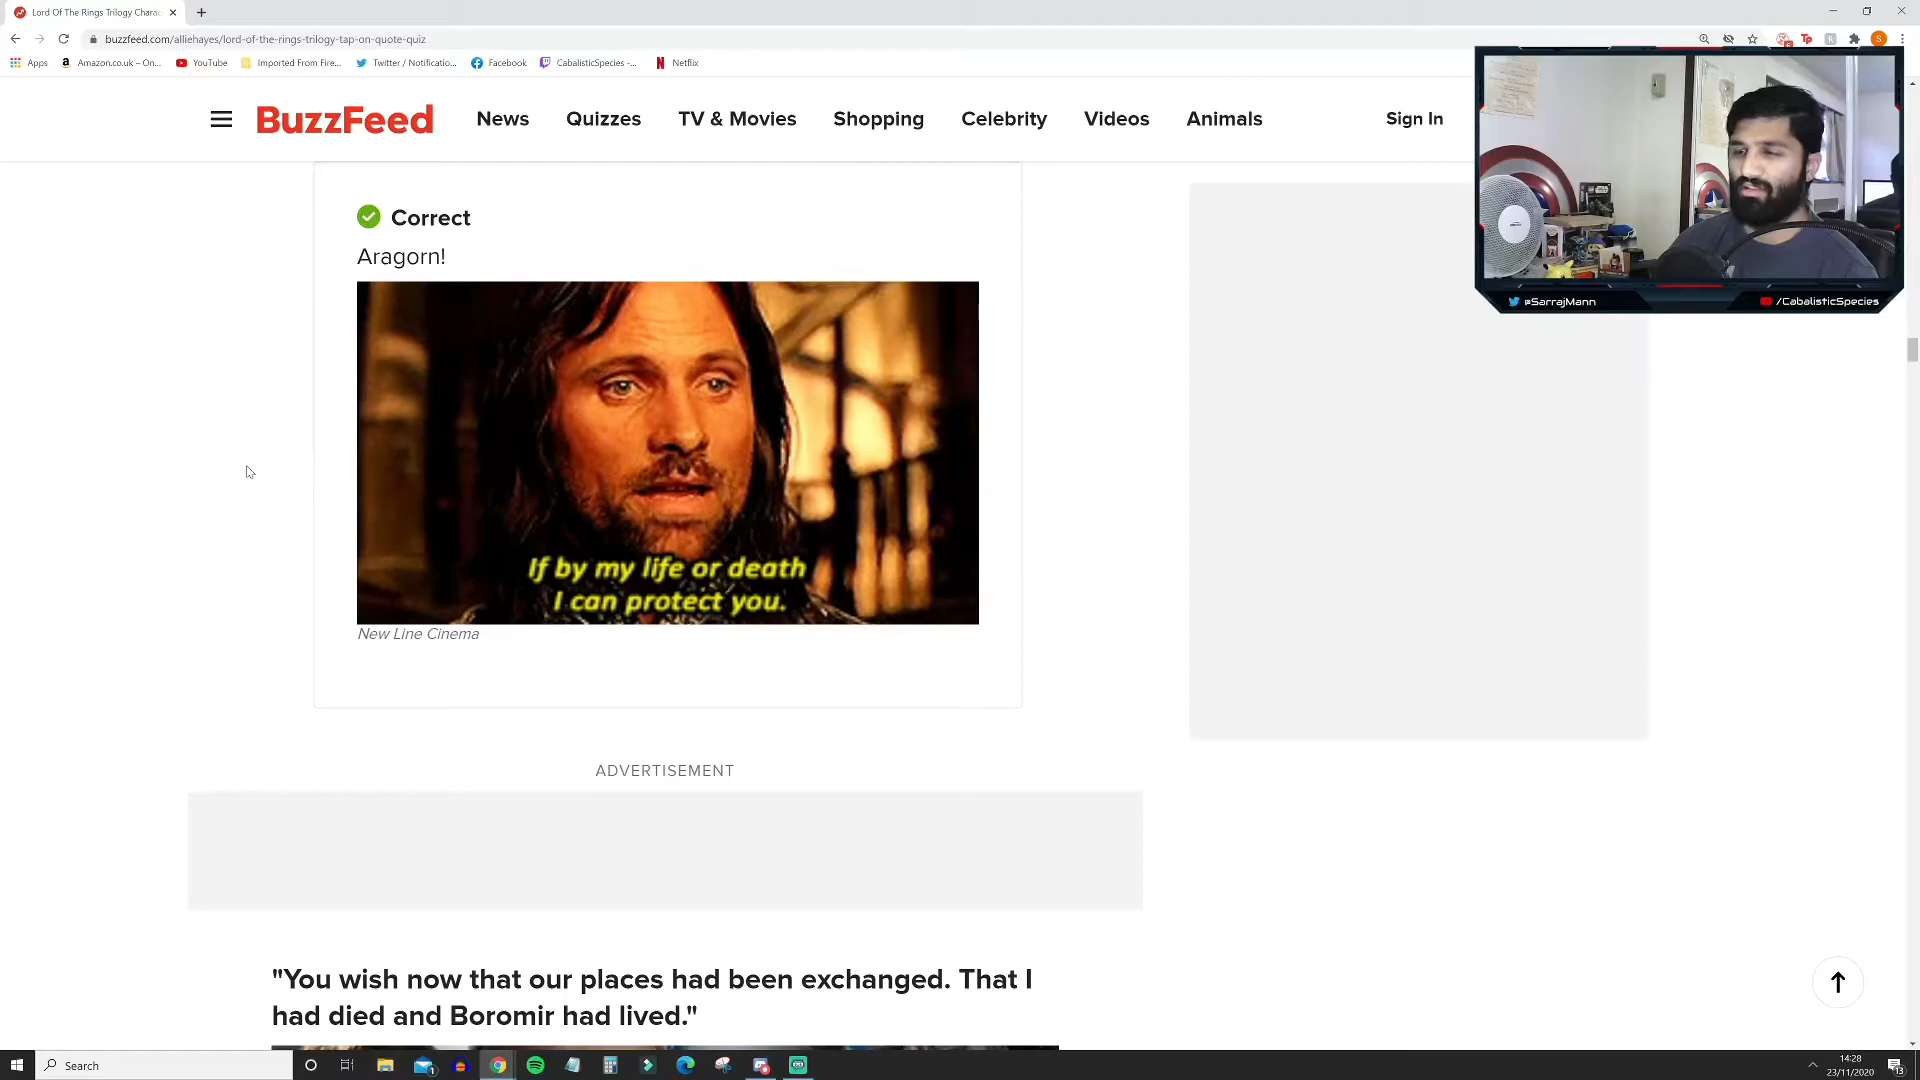 Lord Of The Rings Trilogy Charac
buzzfeed.com/alliehayes/lord-of-the-rings-trilogy-tap-on-quote-quiz
Apps
Amazon.co.uk – On...
YouTube
Imported From Fire...
Twitter / Notificatio...
Facebook
CabalisticSpecies -...
Netflix
BuzzFeed
News
Quizzes
TV & Movies
Shopping
Celebrity
Videos
Animals
Sign In
@SarrajMann
/CabalisticSpecies
Correct
Aragorn!
If by my life or death
I can protect you.
New Line Cinema
ADVERTISEMENT
"You wish now that our places had been exchanged. That I
had died and Boromir had lived."
Search
14:28
23/11/2020